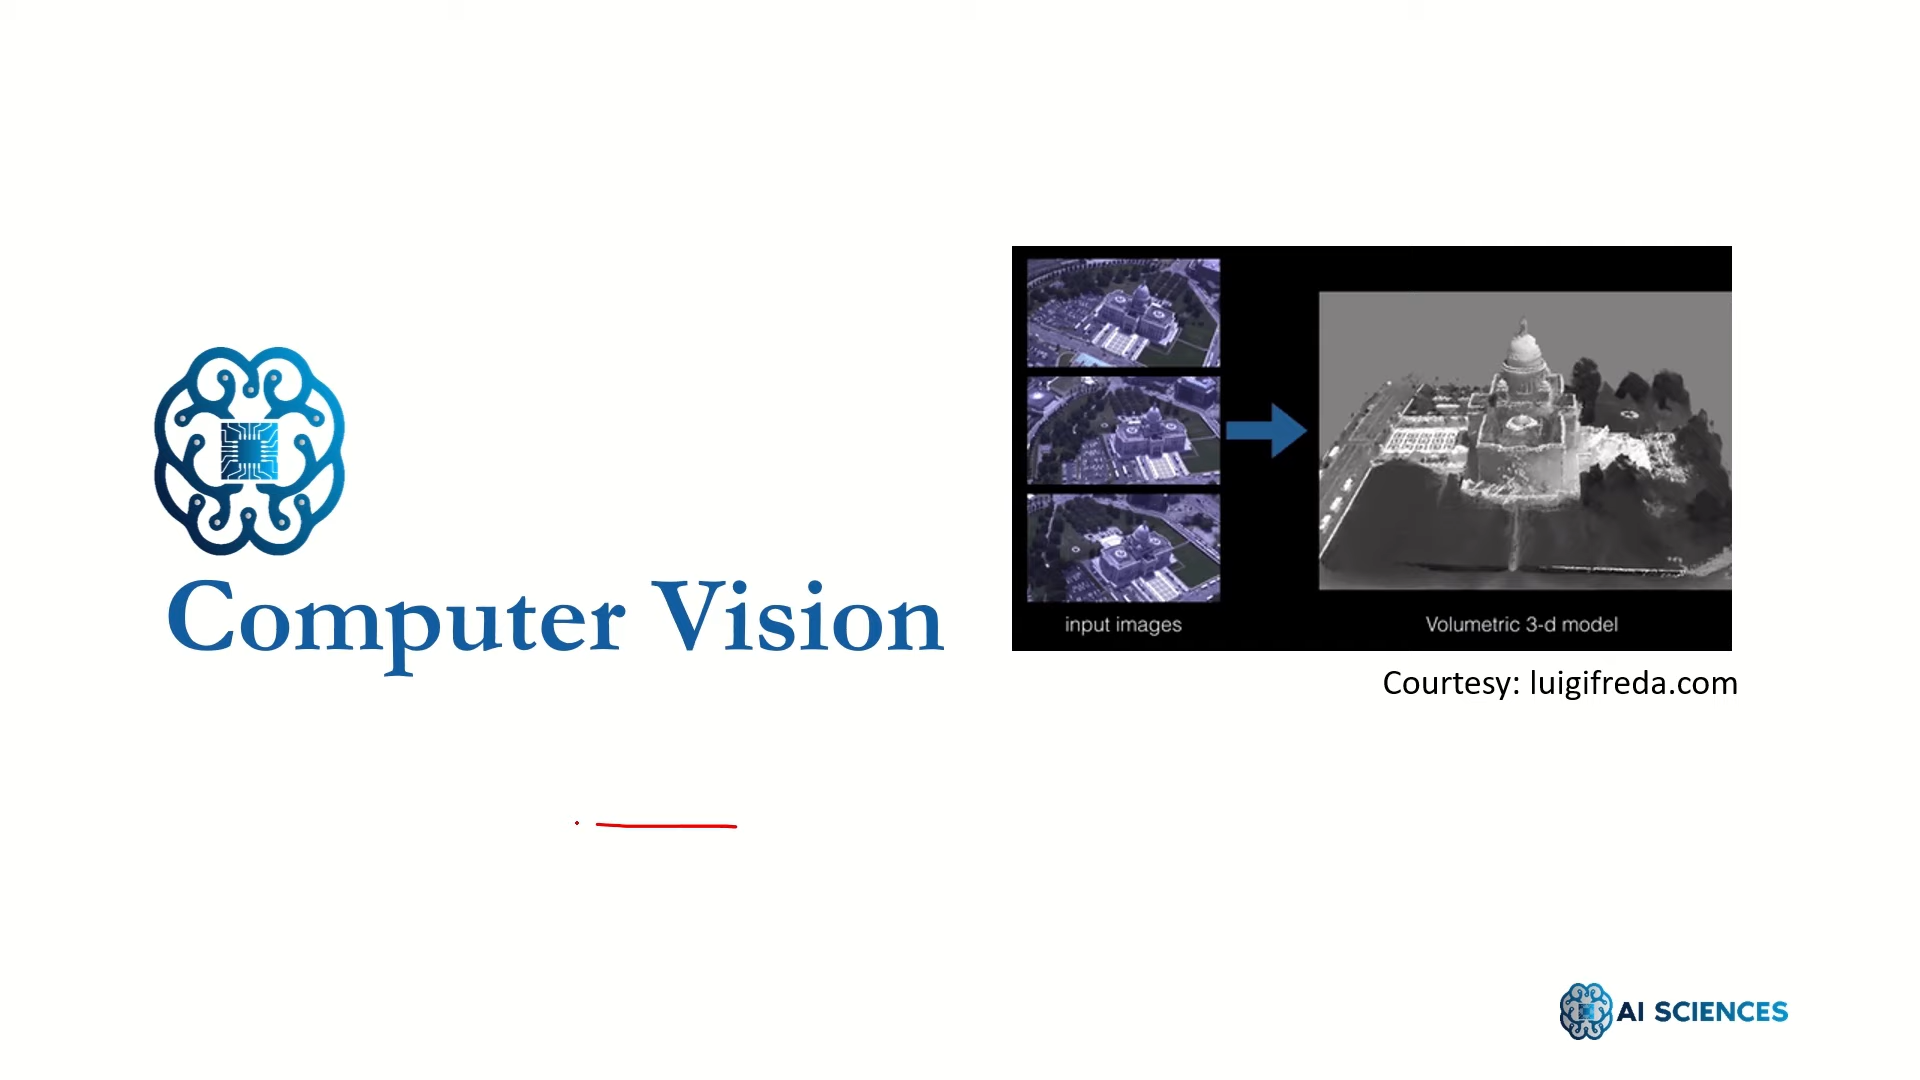 Computer Vision
input images
Volumetric 3-d model
Courtesy: luigifreda.com
AI SCIENCES